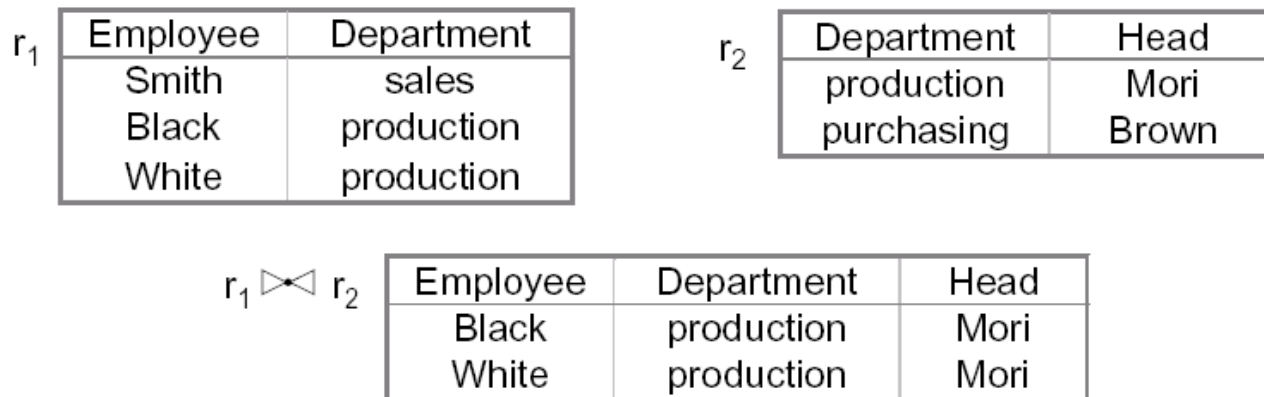 r₁ Employee Department
Smith sales
Black production
White production
r₂ Department Head
production Mori
purchasing Brown
r₁ ⋈ r₂ Employee Department Head
Black production Mori
White production Mori